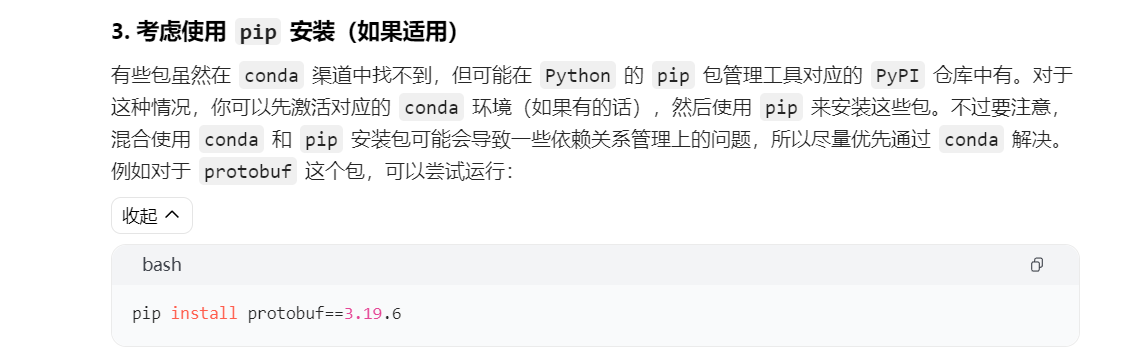 3. 考虑使用 pip 安装（如果适用）
有些包虽然在 conda 渠道中找不到，但可能在 Python 的 pip 包管理工具对应的 PyPI 仓库中有。对于
这种情况，你可以先激活对应的 conda 环境（如果有的话），然后使用 pip 来安装这些包。不过要注意，
混合使用 conda 和 pip 安装包可能会导致一些依赖关系管理上的问题，所以尽量优先通过 conda 解决。
例如对于 protobuf 这个包，可以尝试运行：
收起
bash
pip install protobuf==3.19.6